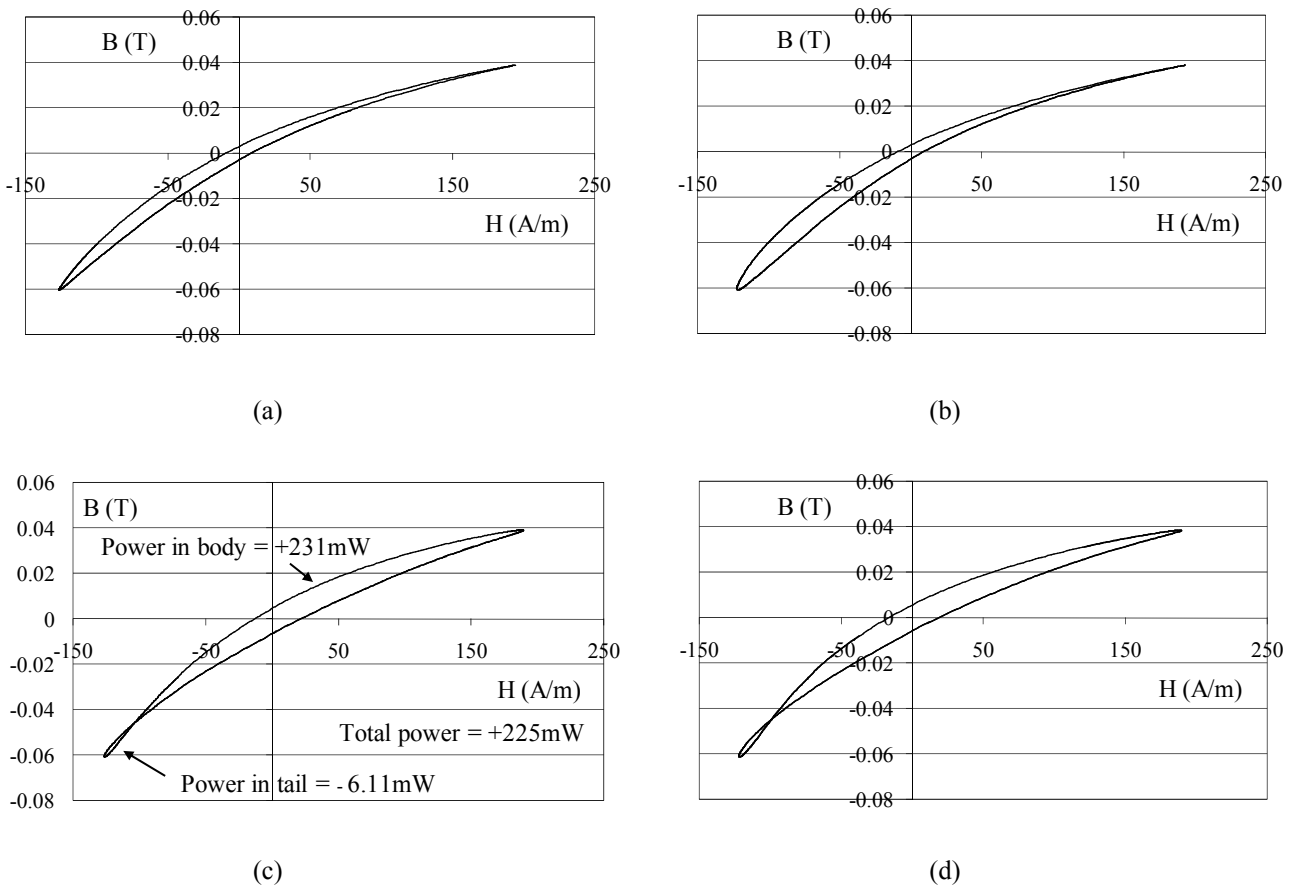 0.06
B (T)
0.04
0.02
0
-150 -50 50 150 250
-0.02
H (A/m)
-0.04
-0.06
-0.08
(a)
0.06
B (T)
0.04
0.02
0
-150 -50 50 150 250
-0.02
H (A/m)
-0.04
-0.06
-0.08
(b)
0.06
B (T)
0.04
Power in body = +231mW
0.02
0
-150 -50 50 150 250
-0.02
H (A/m)
-0.04
Total power = +225mW
-0.06
Power in tail = - 6.11mW
-0.08
(c)
0.06
B (T)
0.04
0.02
0
-150 -50 50 150 250
-0.02
H (A/m)
-0.04
-0.06
-0.08
(d)